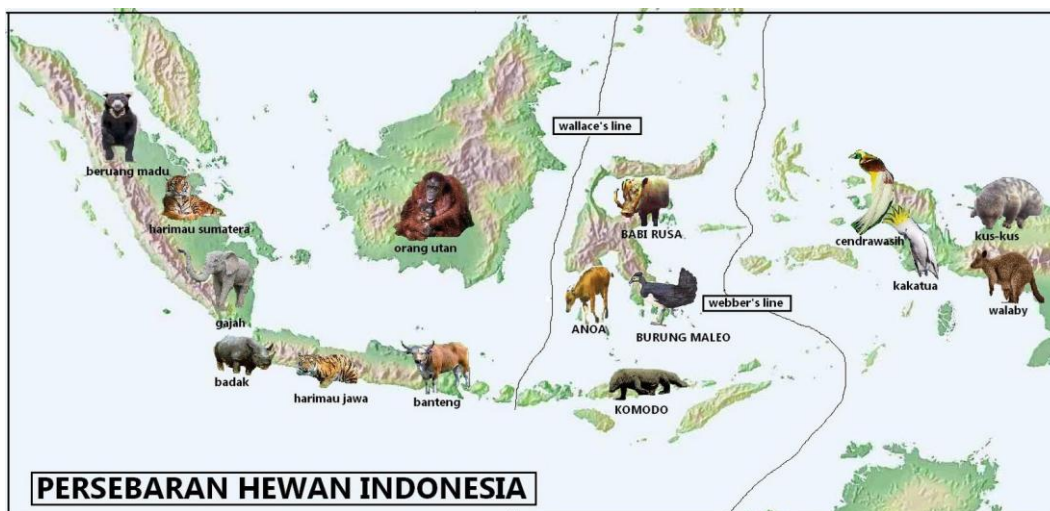 wallace's line
beruang madu
harimau sumatera
orang utan
BABI RUSA
cendrawasih
kus-kus
kakatua
webber's line
walaby
gajah
ANOA
BURUNG MALEO
badak
harimau jawa
banteng
KOMODO
PERSEBARAN HEWAN INDONESIA